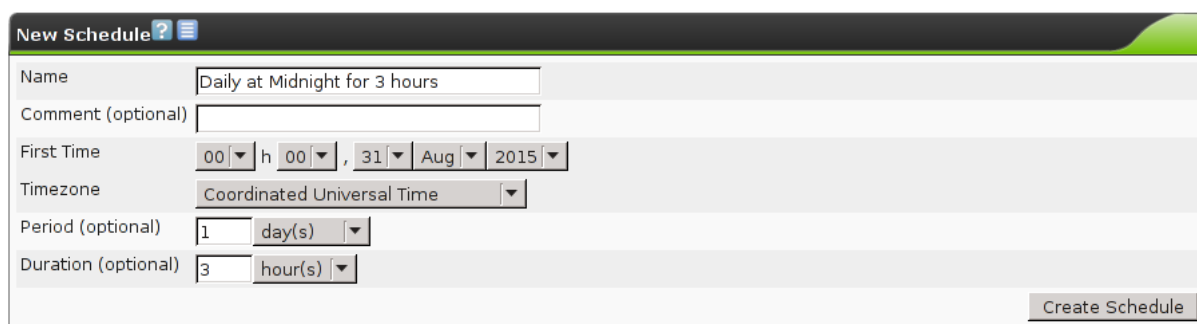 New Schedule?
Name Daily at Midnight for 3 hours
Comment (optional)
First Time 00 h 00 , 31 Aug 2015
Timezone Coordinated Universal Time
Period (optional) 1 day(s)
Duration (optional) 3 hour(s)
Create Schedule